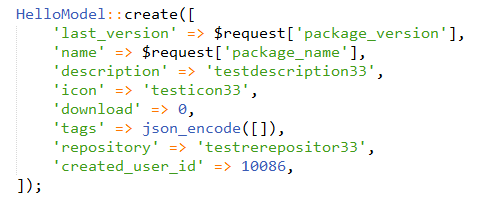 HelloModel::create([
    'last_version' => $request['package_version'],
    'name' => $request['package_name'],
    'description' => 'testdescription33',
    'icon' => 'testicon33',
    'download' => 0,
    'tags' => json_encode([]),
    'repository' => 'testrerepositor33',
    'created_user_id' => 10086,
]);